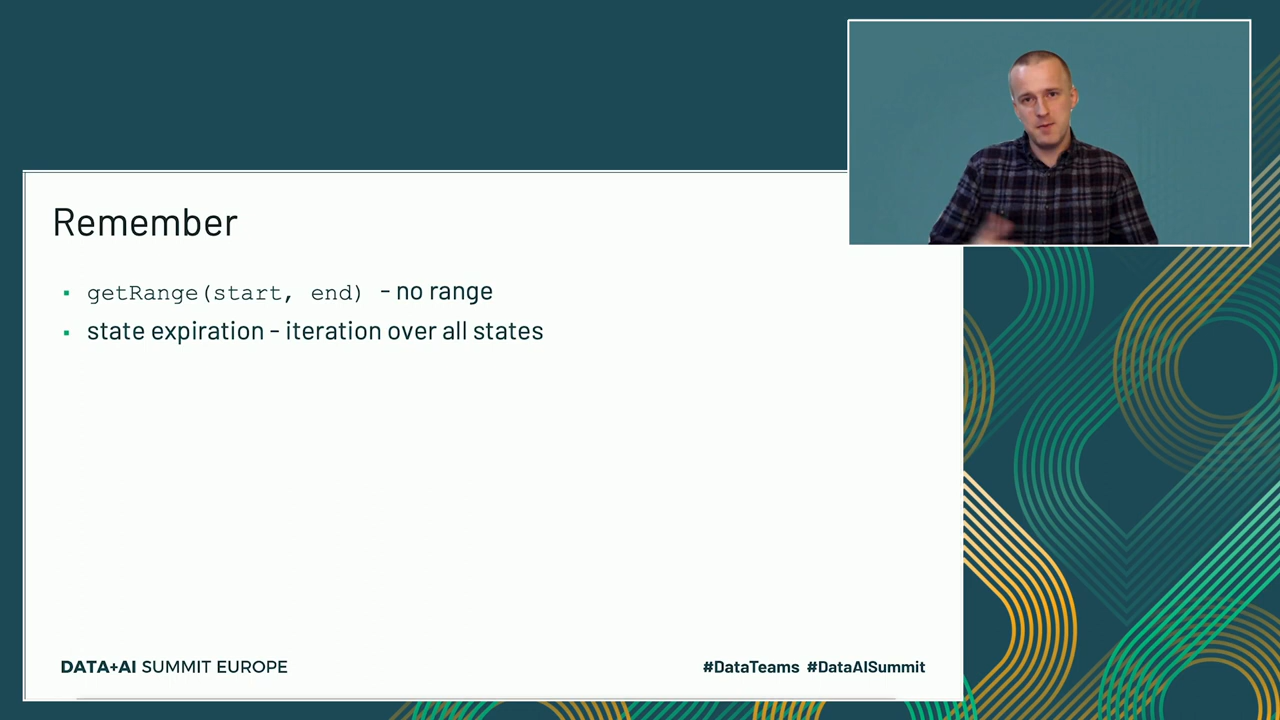 Remember
getRange(start, end) - no range
state expiration - iteration over all states
DATA+AI SUMMIT EUROPE
#DataTeams #DataAISummit